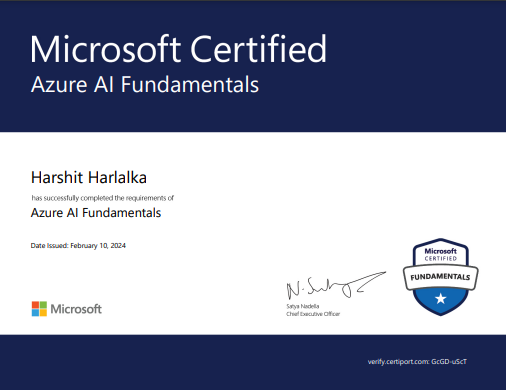 Microsoft Certified
Azure AI Fundamentals
Harshit Harlalka
has successfully completed the requirements of
Azure AI Fundamentals
Date Issued: February 10, 2024
N. S
Satya Nadella
Chief Executive Officer
Microsoft
CERTIFIED
FUNDAMENTALS
Microsoft
verify.certiport.com: GcGD-uScT